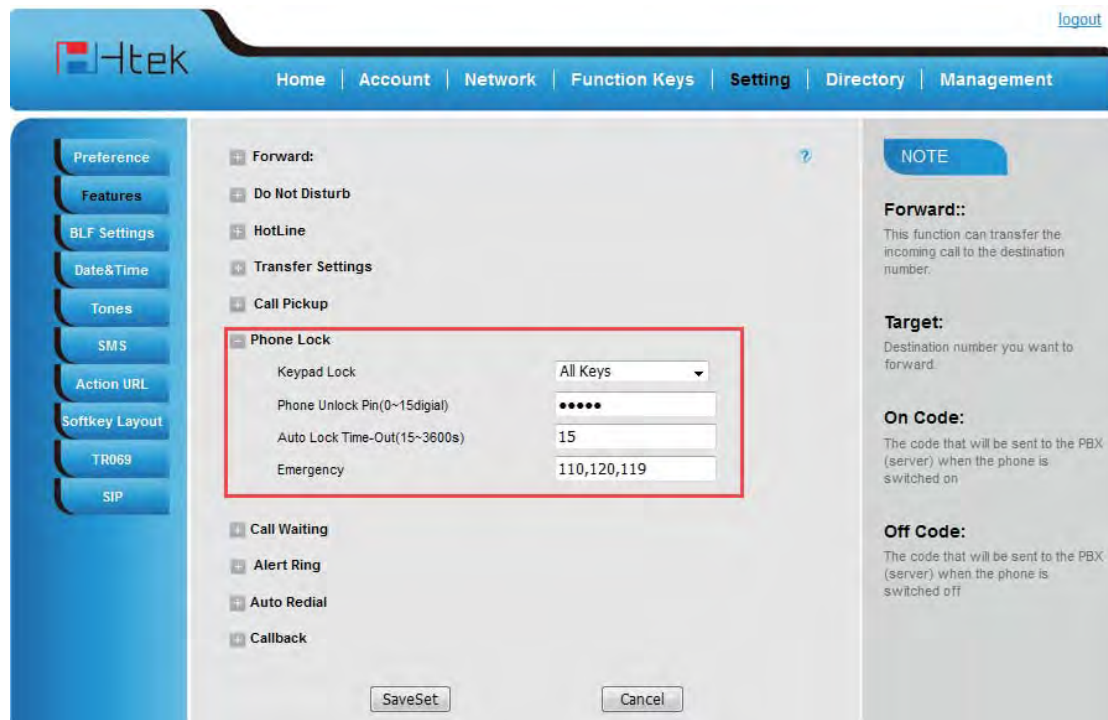 logout
Htek
Home | Account | Network | Function Keys | Setting | Directory | Management
Preference
Features
BLF Settings
Date&Time
Tones
SMS
Action URL
Softkey Layout
TR069
SIP
Forward:
?
Do Not Disturb
HotLine
Transfer Settings
Call Pickup
Phone Lock
Keypad Lock All Keys
Phone Unlock Pin(0~15digial) •••••
Auto Lock Time-Out(15~3600s) 15
Emergency 110,120,119
Call Waiting
Alert Ring
Auto Redial
Callback
SaveSet Cancel
NOTE
Forward::
This function can transfer the
incoming call to the destination
number.
Target:
Destination number you want to
forward.
On Code:
The code that will be sent to the PBX
(server) when the phone is
switched on
Off Code:
The code that will be sent to the PBX
(server) when the phone is
switched off